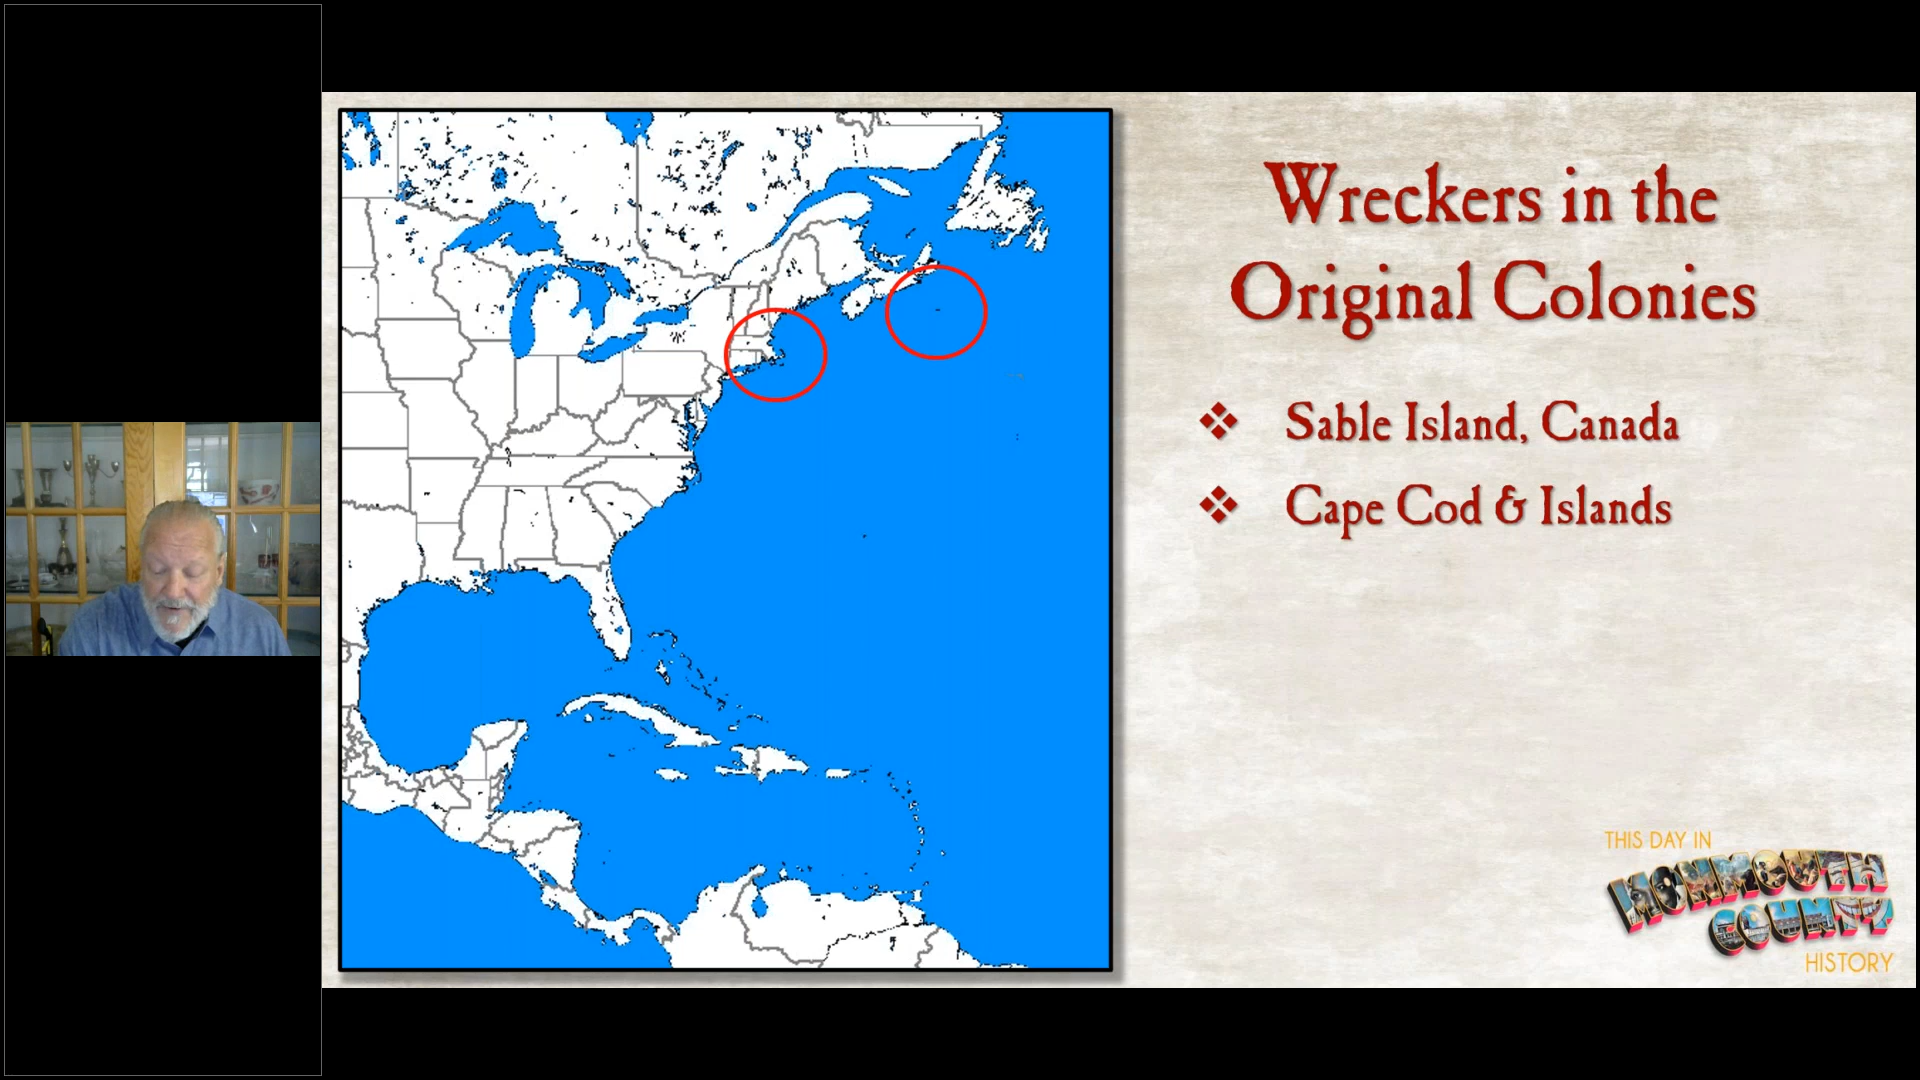 Wreckers in the
Original Colonies
❖ Sable Island, Canada
❖ Cape Cod & Islands
THIS DAY IN
MONMOUTH
COUNTY
HISTORY